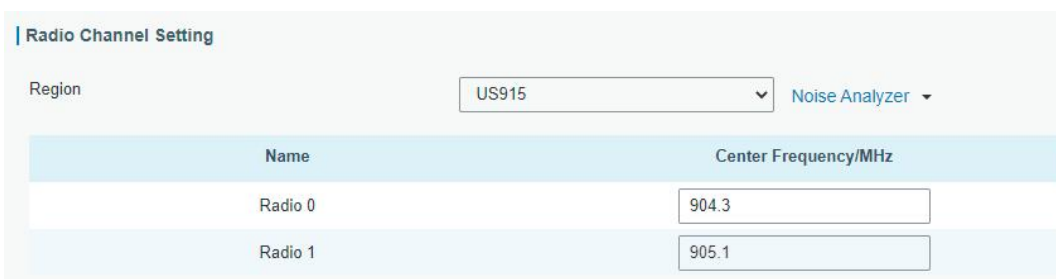 Radio Channel Setting
Region US915 Noise Analyzer
Name Center Frequency/MHz
Radio 0 904.3
Radio 1 905.1